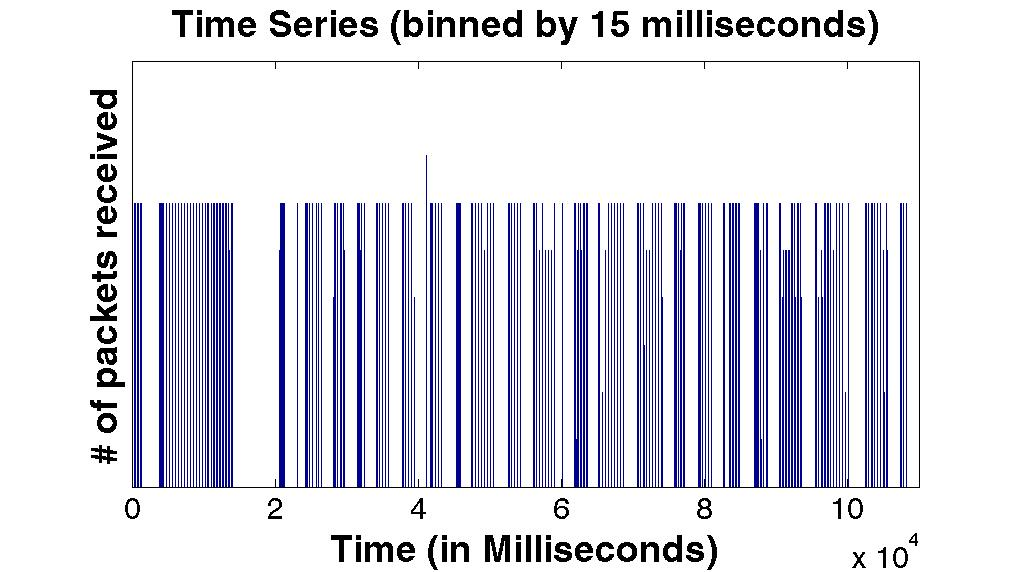 Time Series (binned by 15 milliseconds)
# of packets received
0 2 4 6 8 10
Time (in Milliseconds)
x 10^4